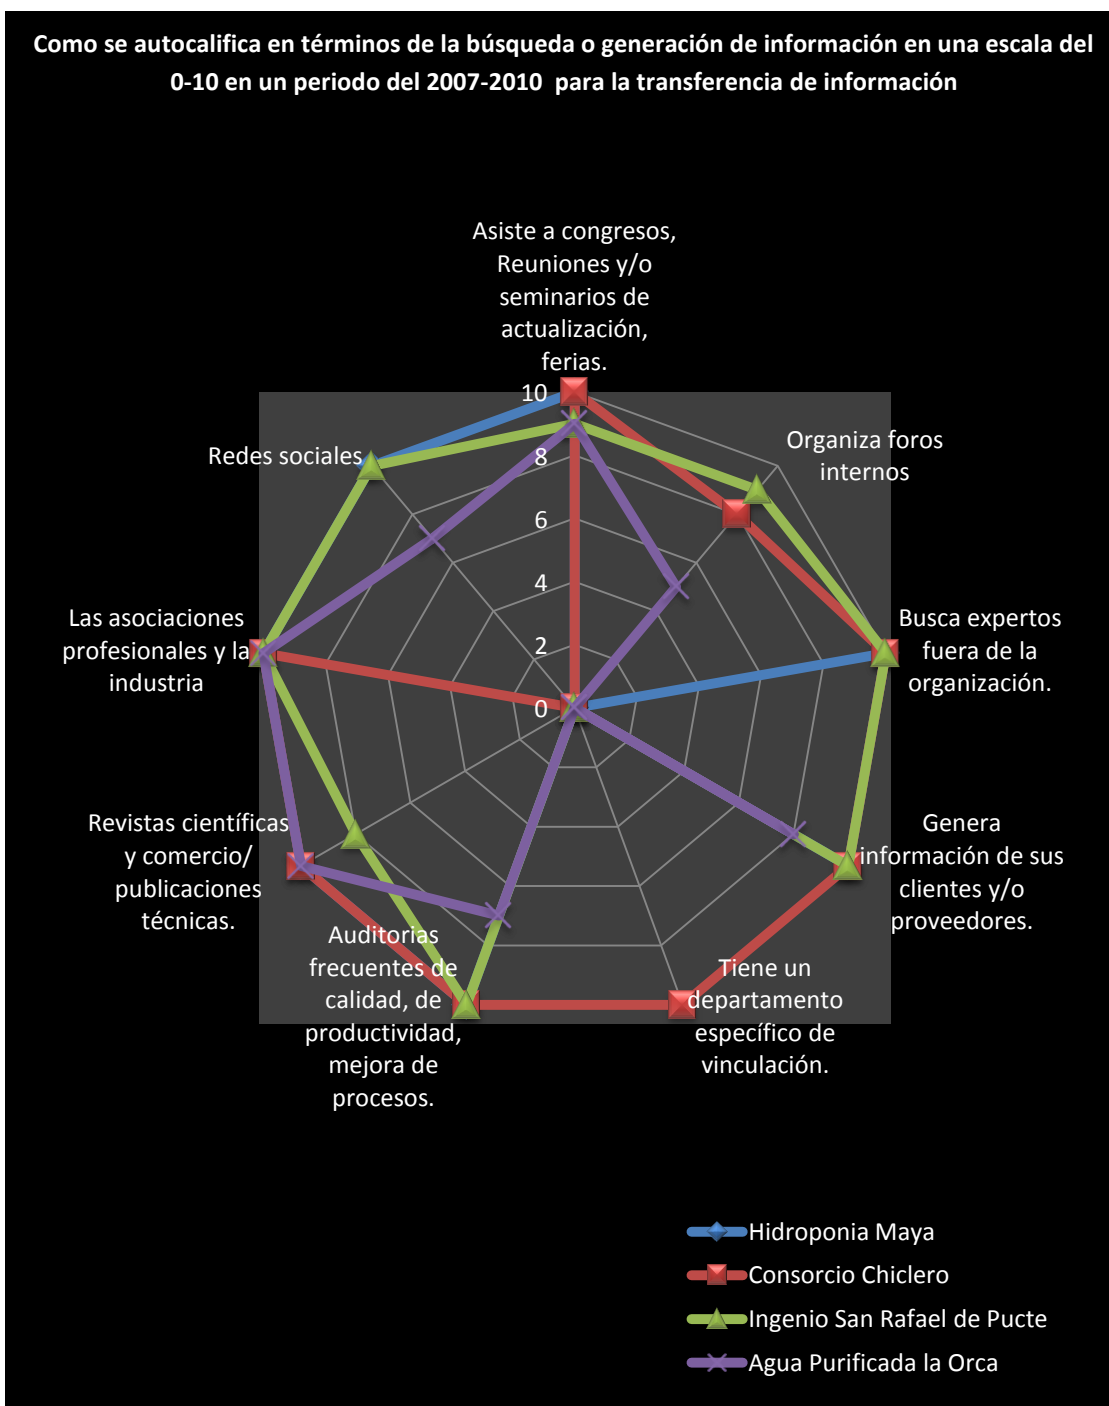 Como se autocalifica en términos de la búsqueda o generación de información en una escala del
0-10 en un periodo del 2007-2010 para la transferencia de información
Asiste a congresos,
Reuniones y/o
seminarios de
actualización,
ferias.
Organiza foros
internos
Busca expertos
fuera de la
organización.
Genera
información de sus
clientes y/o
proveedores.
Tiene un
departamento
específico de
vinculación.
Auditorias
frecuentes de
calidad, de
productividad,
mejora de
procesos.
Revistas científicas
y comercio/
publicaciones
técnicas.
Las asociaciones
profesionales y la
industria
Redes sociales
10
8
6
4
2
0
Hidroponia Maya
Consorcio Chiclero
Ingenio San Rafael de Pucte
Agua Purificada la Orca